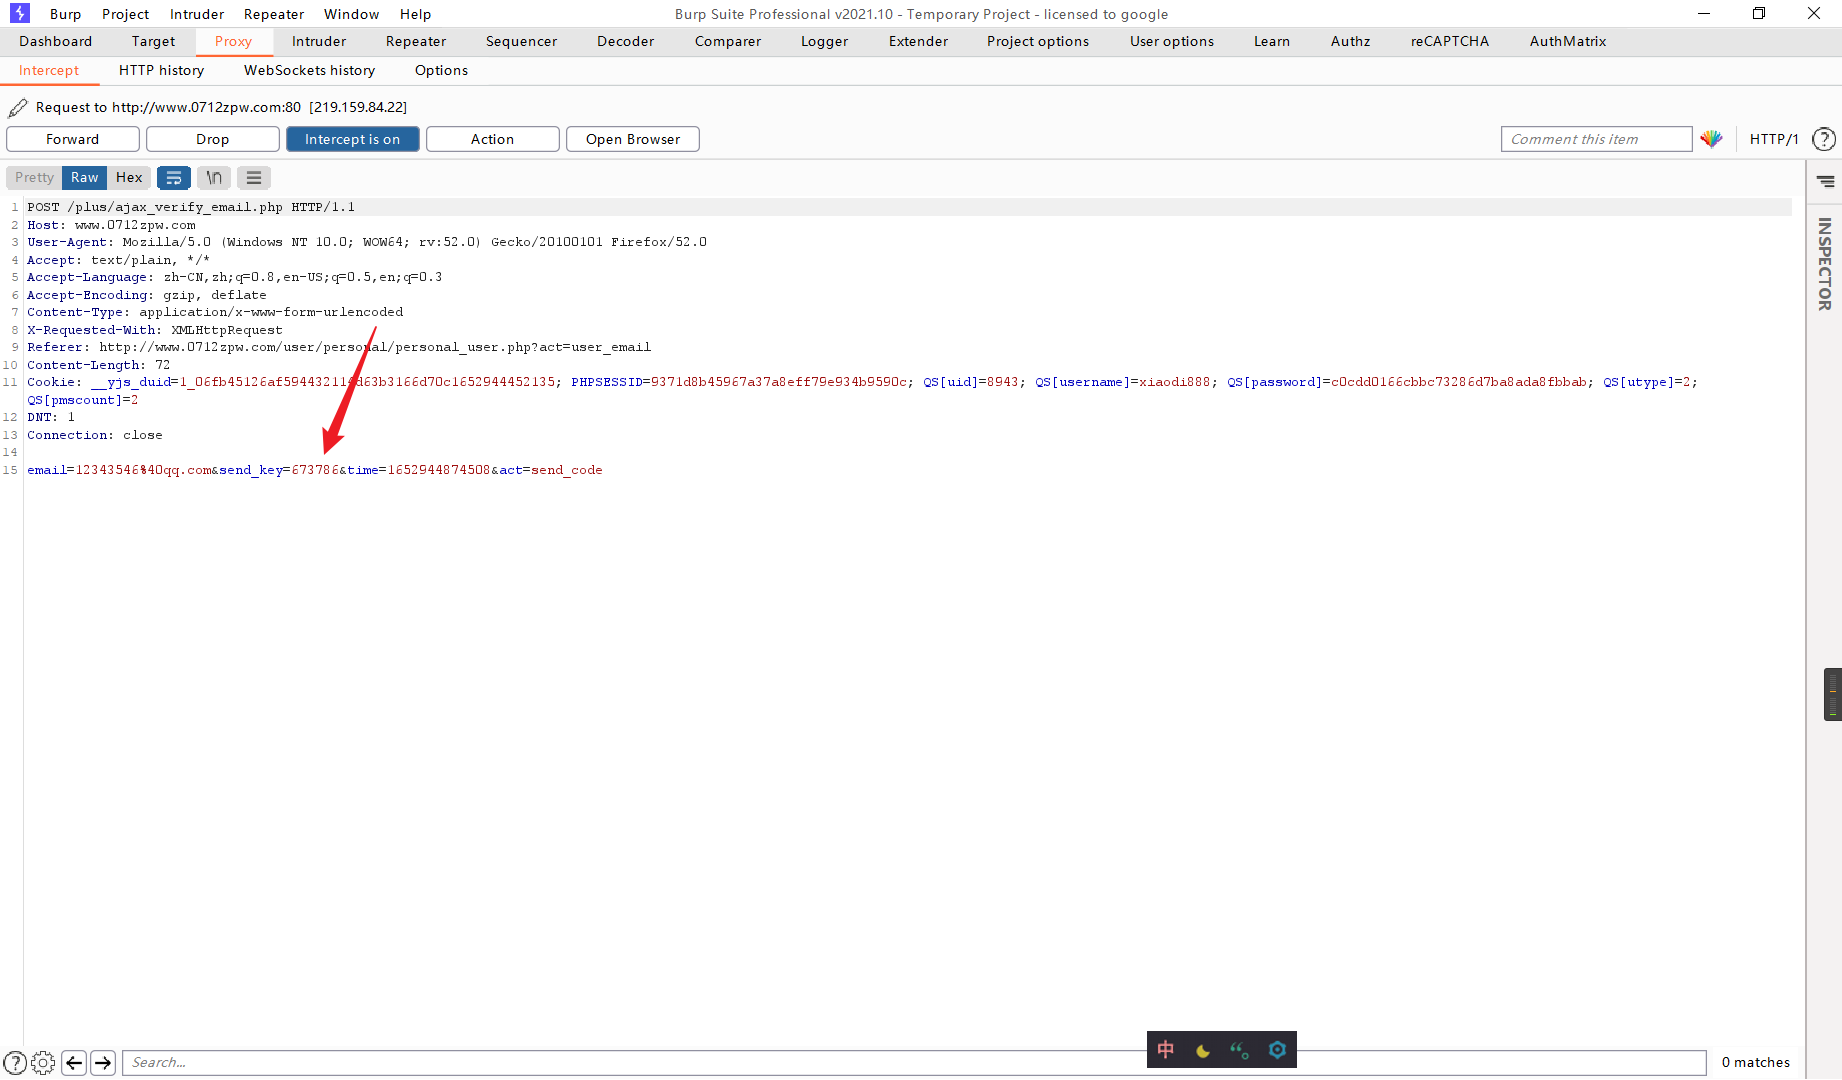 Burp Project Intruder Repeater Window Help
Burp Suite Professional v2021.10 - Temporary Project - licensed to google
Dashboard Target Proxy Intruder Repeater Sequencer Decoder Comparer Logger Extender Project options User options Learn Authz reCAPTCHA AuthMatrix
Intercept HTTP history WebSockets history Options
Request to http://www.0712zpw.com:80 [219.159.84.22]
Forward Drop Intercept is on Action Open Browser Comment this item HTTP/1 ?
Pretty Raw Hex \n
INSPECTOR
1 POST /plus/ajax_verify_email.php HTTP/1.1
2 Host: www.0712zpw.com
3 User-Agent: Mozilla/5.0 (Windows NT 10.0; WOW64; rv:52.0) Gecko/20100101 Firefox/52.0
4 Accept: text/plain, */*
5 Accept-Language: zh-CN,zh;q=0.8,en-US;q=0.5,en;q=0.3
6 Accept-Encoding: gzip, deflate
7 Content-Type: application/x-www-form-urlencoded
8 X-Requested-With: XMLHttpRequest
9 Referer: http://www.0712zpw.com/user/personal/personal_user.php?act=user_email
10 Content-Length: 72
11 Cookie: PHPSESSID=9371d8b45967a37a8eff79e934b9590c; QS[uid]=8943; QS[username]=xiaodi888; QS[password]=c0cdd0166cbbc73286d7ba8ada8fbbab; QS[utype]=2;
QS[pmscount]=2
12 DNT: 1
13 Connection: close
14
15 email=12343546%40qq.com&send_key=673786&time=1652944874508&act=send_code
中
? Search... 0 matches